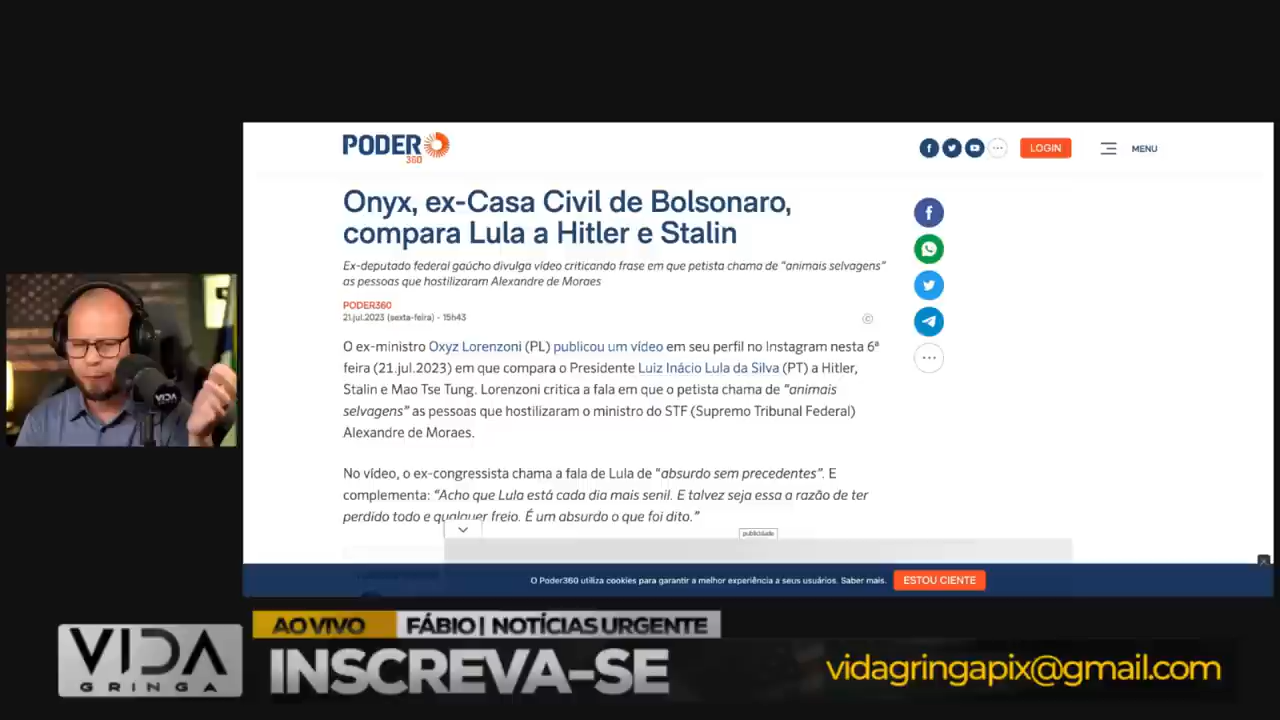 PODER
360
LOGIN
MENU
Onyx, ex-Casa Civil de Bolsonaro,
compara Lula a Hitler e Stalin
Ex-deputado federal gaúcho divulga vídeo criticando frase em que petista chama de “animais selvagens”
as pessoas que hostilizaram Alexandre de Moraes
PODER360
21.jul.2023 (sexta-feira) - 15h43
O ex-ministro Oxyz Lorenzoni (PL) publicou um vídeo em seu perfil no Instagram nesta 6ª
feira (21.jul.2023) em que compara o Presidente Luiz Inácio Lula da Silva (PT) a Hitler,
Stalin e Mao Tse Tung. Lorenzoni critica a fala em que o petista chama de “animais
selvagens” as pessoas que hostilizaram o ministro do STF (Supremo Tribunal Federal)
Alexandre de Moraes.
No vídeo, o ex-congressista chama a fala de Lula de “absurdo sem precedentes”. E
complementa: “Acho que Lula está cada dia mais senil. E talvez seja essa a razão de ter
perdido todo e qualquer freio. É um absurdo o que foi dito.”
publicidade
O Poder360 utiliza cookies para garantir a melhor experiência a seus usuários. Saber mais.
ESTOU CIENTE
VIDA
AO VIVO
FÁBIO | NOTÍCIAS URGENTE
VIDA
GRINGA
INSCREVA-SE
vidagringapix@gmail.com